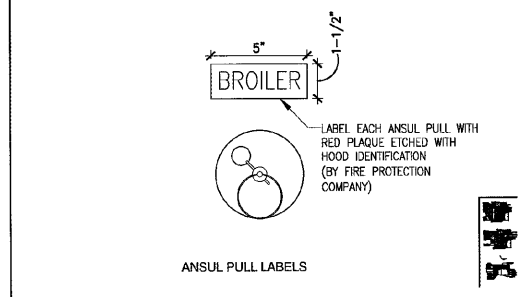 5"
1-1/2"
BROILER
LABEL EACH ANSUL PULL WITH
RED PLAQUE ETCHED WITH
HOOD IDENTIFICATION
(BY FIRE PROTECTION
COMPANY)
ANSUL PULL LABELS